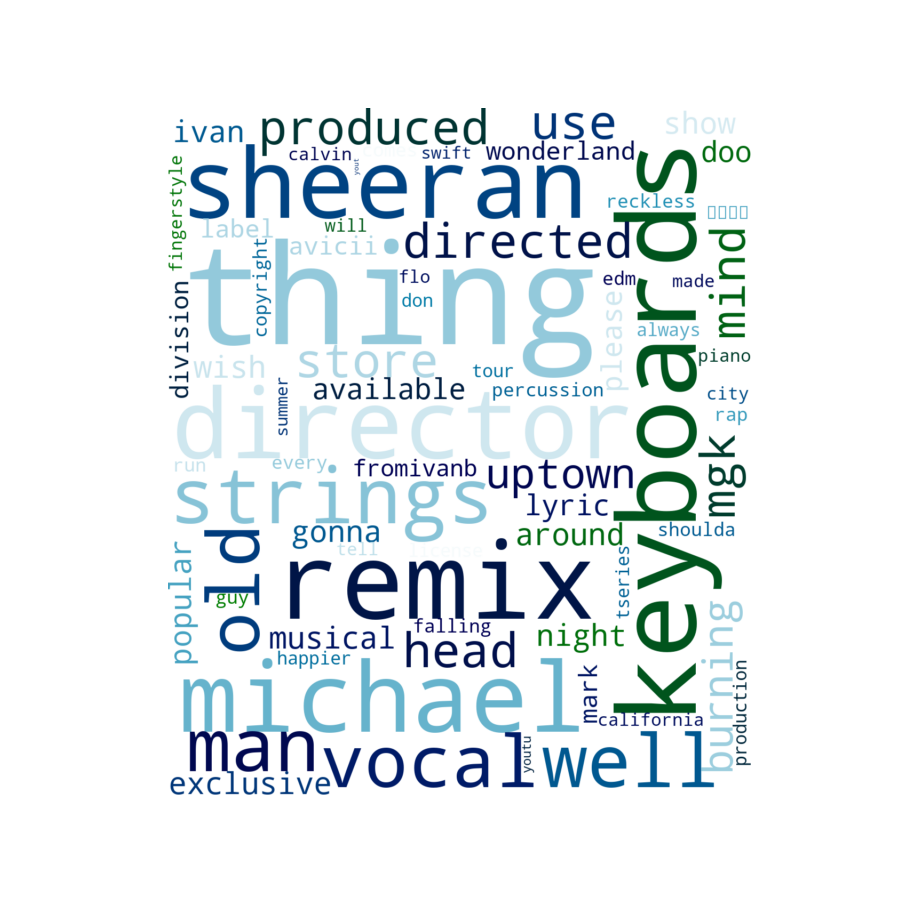 ivan produced use show
calvin swift wonderland doo
yout
sheeran
fingerstyle
keyboards
reckless
label will
avicii directed
copyright
mind
thing
flo edm made
don
division
please
always
wish store piano
tour
available percussion city
summer
rap
director
run every fromivanb uptown
mgk
strings lyric
old
gonna around shoulda
tell license
popular
remix
tseries
guy
burning
musical falling night
head
happier
michael
mark
production
california
man vocal well
youtu
exclusive